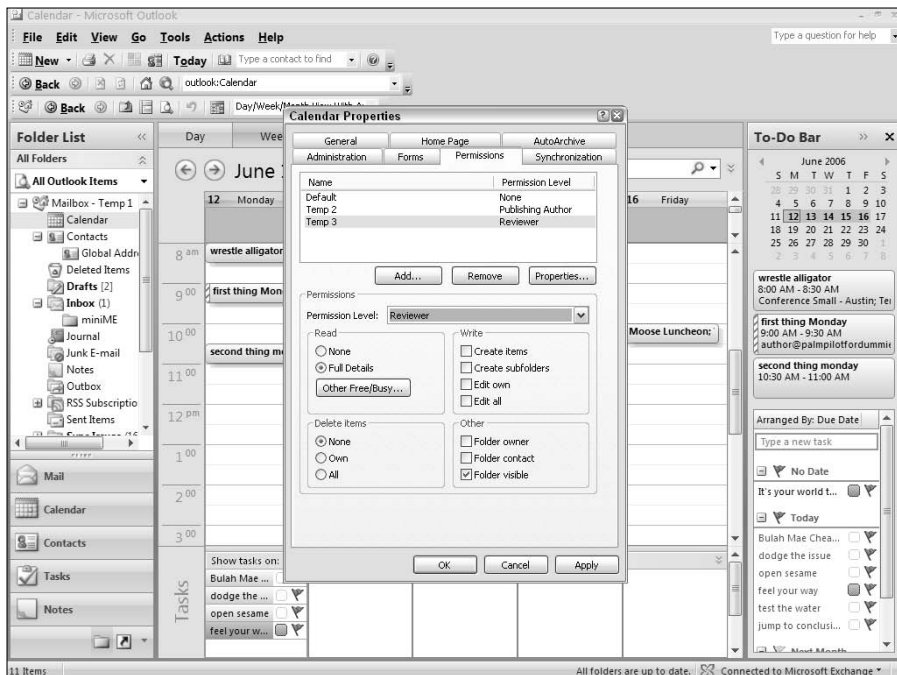 Calendar - Microsoft Outlook
File Edit View Go Tools Actions Help
Type a question for help
New Today Type a contact to find
Back outlook:Calendar
Back Day/Week/Month View With
Folder List
All Folders
All Outlook Items
Mailbox - Temp 1
Calendar
Contacts
Global Addre
Deleted Items
Drafts [2]
Inbox (1)
miniME
Journal
Junk E-mail
Notes
Outbox
RSS Subscriptio
Sent Items
Mail
Calendar
Contacts
Tasks
Notes
Day Wee
June
12 Monday
16 Friday
8 am
9 00
10 00
11 00
12 pm
1 00
2 00
3 00
wrestle alligator
first thing Mon
second thing m
Moose Luncheon;
Tasks
Show tasks on:
Bulah Mae ...
dodge the ...
open sesame
feel your w...
Calendar Properties
General Home Page AutoArchive
Administration Forms Permissions Synchronization
Name Permission Level
Default None
Temp 2 Publishing Author
Temp 3 Reviewer
Add... Remove Properties...
Permissions
Permission Level: Reviewer
Read
None
Full Details
Other Free/Busy...
Write
Create items
Create subfolders
Edit own
Edit all
Delete items
None
Own
All
Other
Folder owner
Folder contact
Folder visible
OK Cancel Apply
To-Do Bar
June 2006
S M T W T F S
28 29 30 31 1 2 3
4 5 6 7 8 9 10
11 12 13 14 15 16 17
18 19 20 21 22 23 24
25 26 27 28 29 30 1
2 3 4 5 6 7 8
wrestle alligator
8:00 AM - 8:30 AM
Conference Small - Austin; Te
first thing Monday
9:00 AM - 9:30 AM
author@palmpilotfordummie
second thing monday
10:30 AM - 11:00 AM
Arranged By: Due Date
Type a new task
No Date
It's your world t...
Today
Bulah Mae Chea...
dodge the issue
open sesame
feel your way
test the water
jump to conclusi...
Next Month
11 Items
All folders are up to date. Connected to Microsoft Exchange